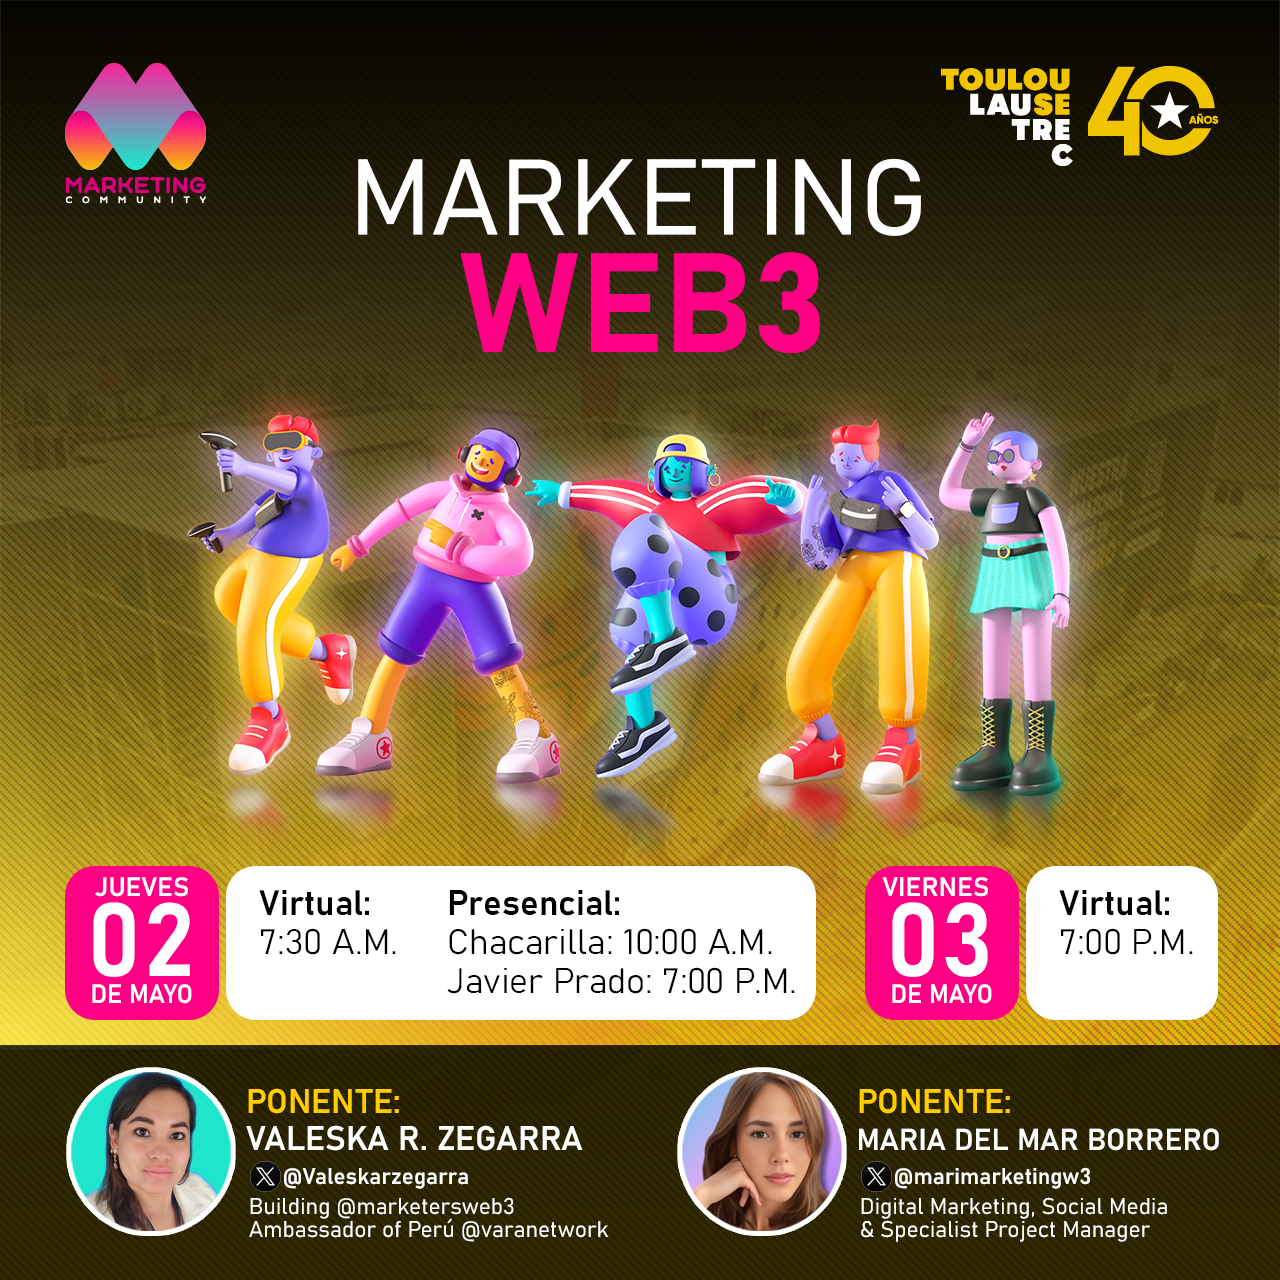 MARKETING
COMMUNITY
TOULOU
LAUSE
TRE
C
40
AÑOS
MARKETING
WEB3
JUEVES
02
DE MAYO
Virtual:
7:30 A.M.
Presencial:
Chacarilla: 10:00 A.M.
Javier Prado: 7:00 P.M.
VIERNES
03
DE MAYO
Virtual:
7:00 P.M.
PONENTE:
VALESKA R. ZEGARRA
@Valeskarzegarra
Building @marketersweb3
Ambassador of Perú @varanetwork
PONENTE:
MARIA DEL MAR BORRERO
@marimarketingw3
Digital Marketing, Social Media
& Specialist Project Manager